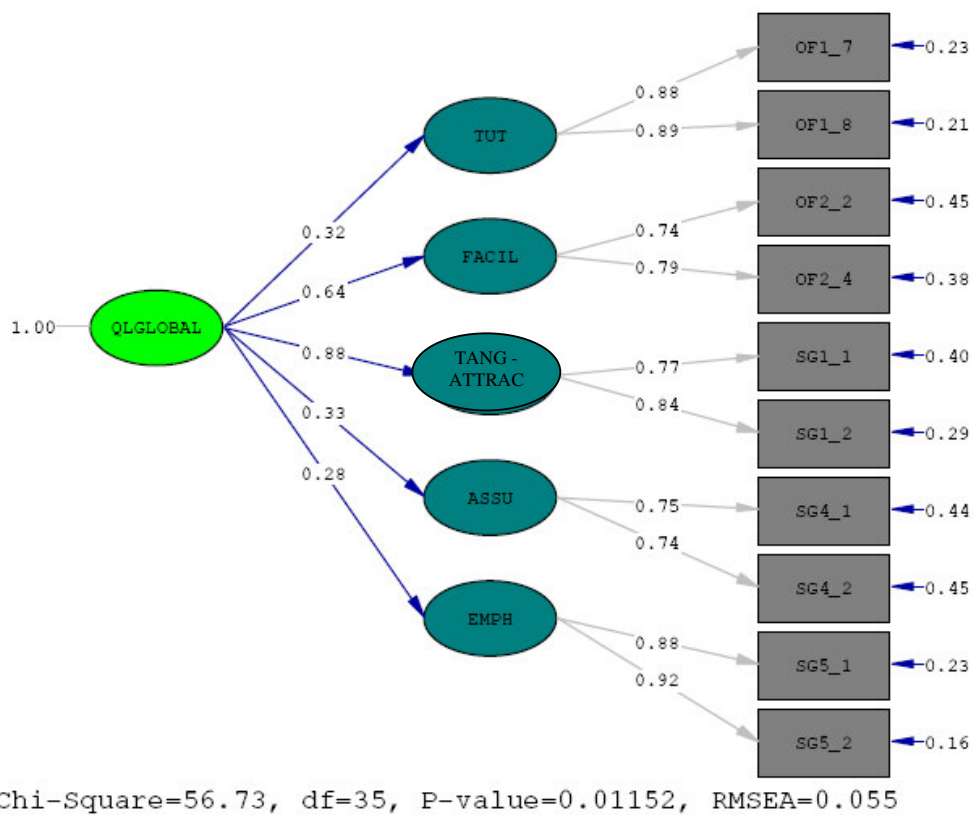 OF1_7
0.23
0.88
TUT
0.89
OF1_8
0.21
0.32
OF2_2
0.45
0.74
FACIL
0.79
OF2_4
0.38
0.64
1.00
QLGLOBAL
0.88
TANG -
ATTRAC
0.77
SG1_1
0.40
0.84
SG1_2
0.29
0.33
0.28
ASSU
0.75
SG4_1
0.44
0.74
SG4_2
0.45
EMPH
0.88
SG5_1
0.23
0.92
SG5_2
0.16
Chi-Square=56.73, df=35, P-value=0.01152, RMSEA=0.055